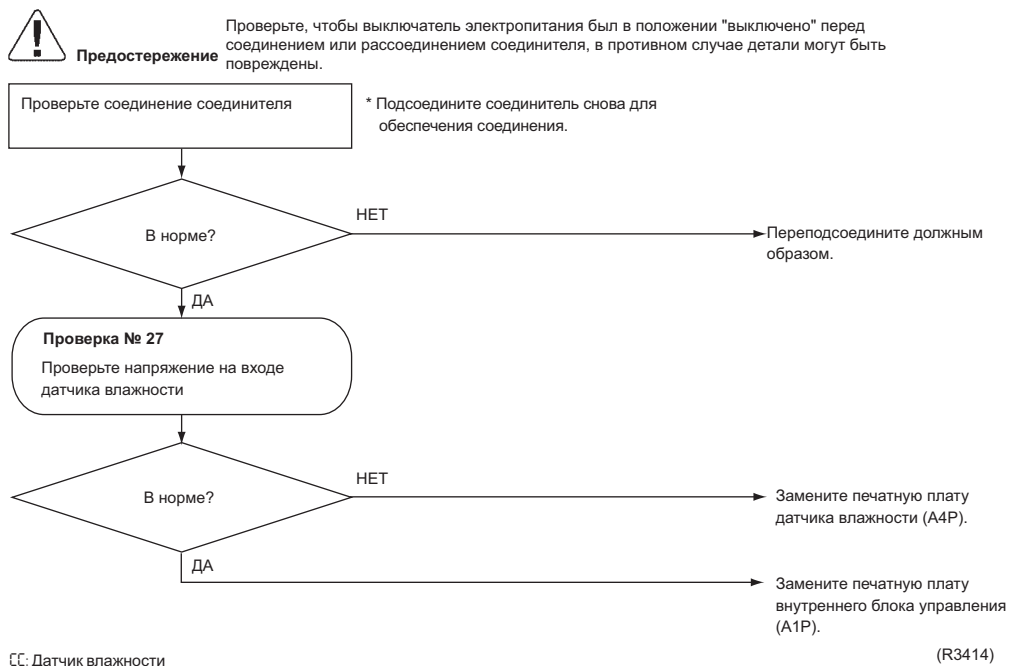 Проверьте, чтобы выключатель электропитания был в положении "выключено" перед
соединением или рассоединением соединителя, в противном случае детали могут быть
повреждены.
Предостережение
Проверьте соединение соединителя
* Подсоедините соединитель снова для
обеспечения соединения.
В норме?
НЕТ
Переподсоедините должным
образом.
ДА
Проверка № 27
Проверьте напряжение на входе
датчика влажности
В норме?
НЕТ
Замените печатную плату
датчика влажности (A4P).
ДА
Замените печатную плату
внутреннего блока управления
(A1P).
CC: Датчик влажности
(R3414)